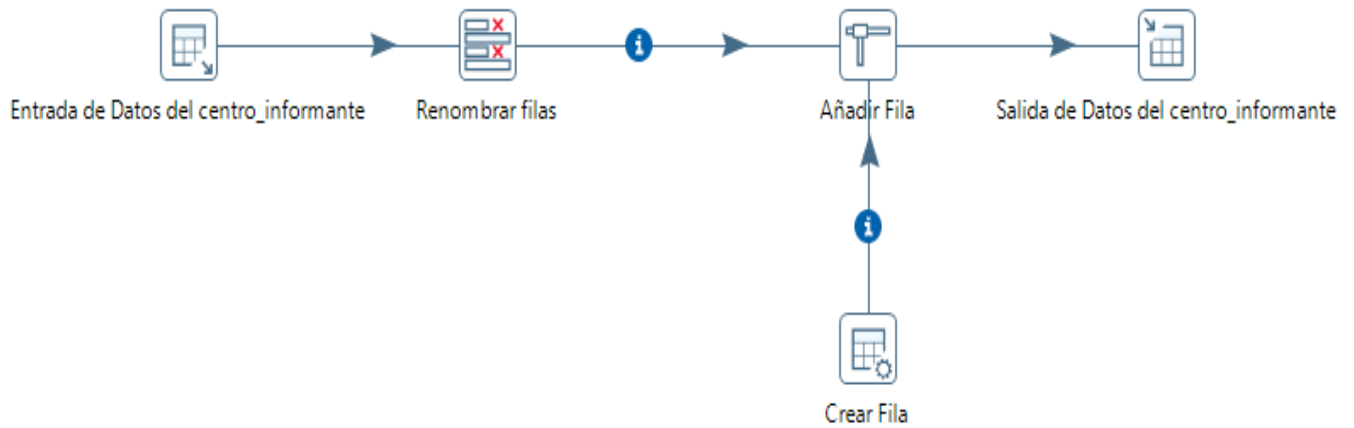 Entrada de Datos del centro_informante
Renombrar filas
Añadir Fila
Salida de Datos del centro_informante
Crear Fila